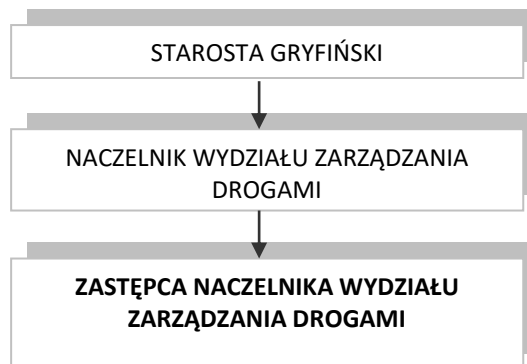 STAROSTA GRYFIŃSKI
NACZELNIK WYDZIAŁU ZARZĄDZANIA
DROGAMI
ZASTĘPCA NACZELNIKA WYDZIAŁU
ZARZĄDZANIA DROGAMI